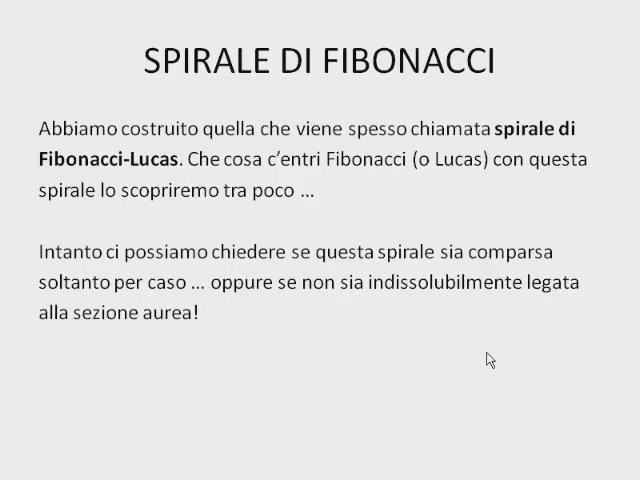 SPIRALE DI FIBONACCI
Abbiamo costruito quella che viene spesso chiamata spirale di
Fibonacci-Lucas. Che cosa c'entri Fibonacci (o Lucas) con questa
spirale lo scopriremo tra poco ...
Intanto ci possiamo chiedere se questa spirale sia comparsa
soltanto per caso ... oppure se non sia indissolubilmente legata
alla sezione aurea!